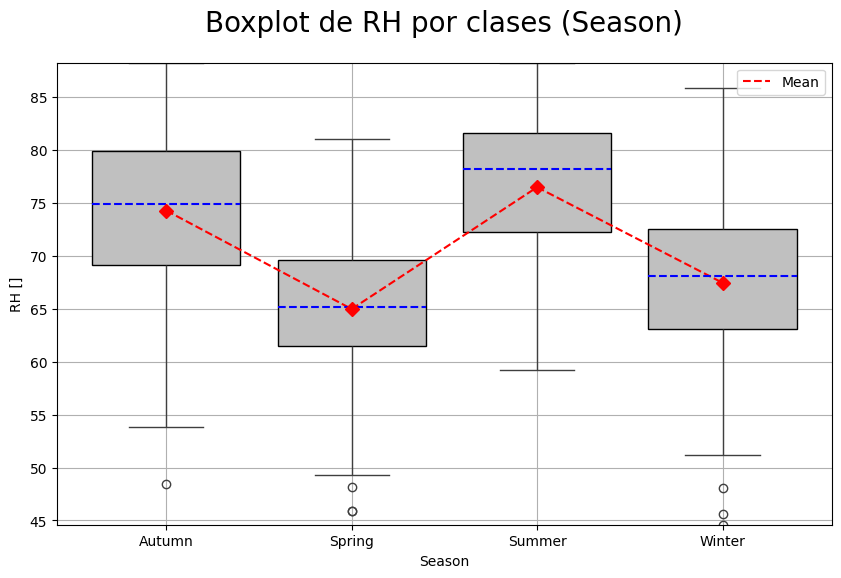 Boxplot de RH por clases (Season)
Mean
85
80
75
70
65
60
55
50
45
RH []
Autumn
Spring
Summer
Winter
Season